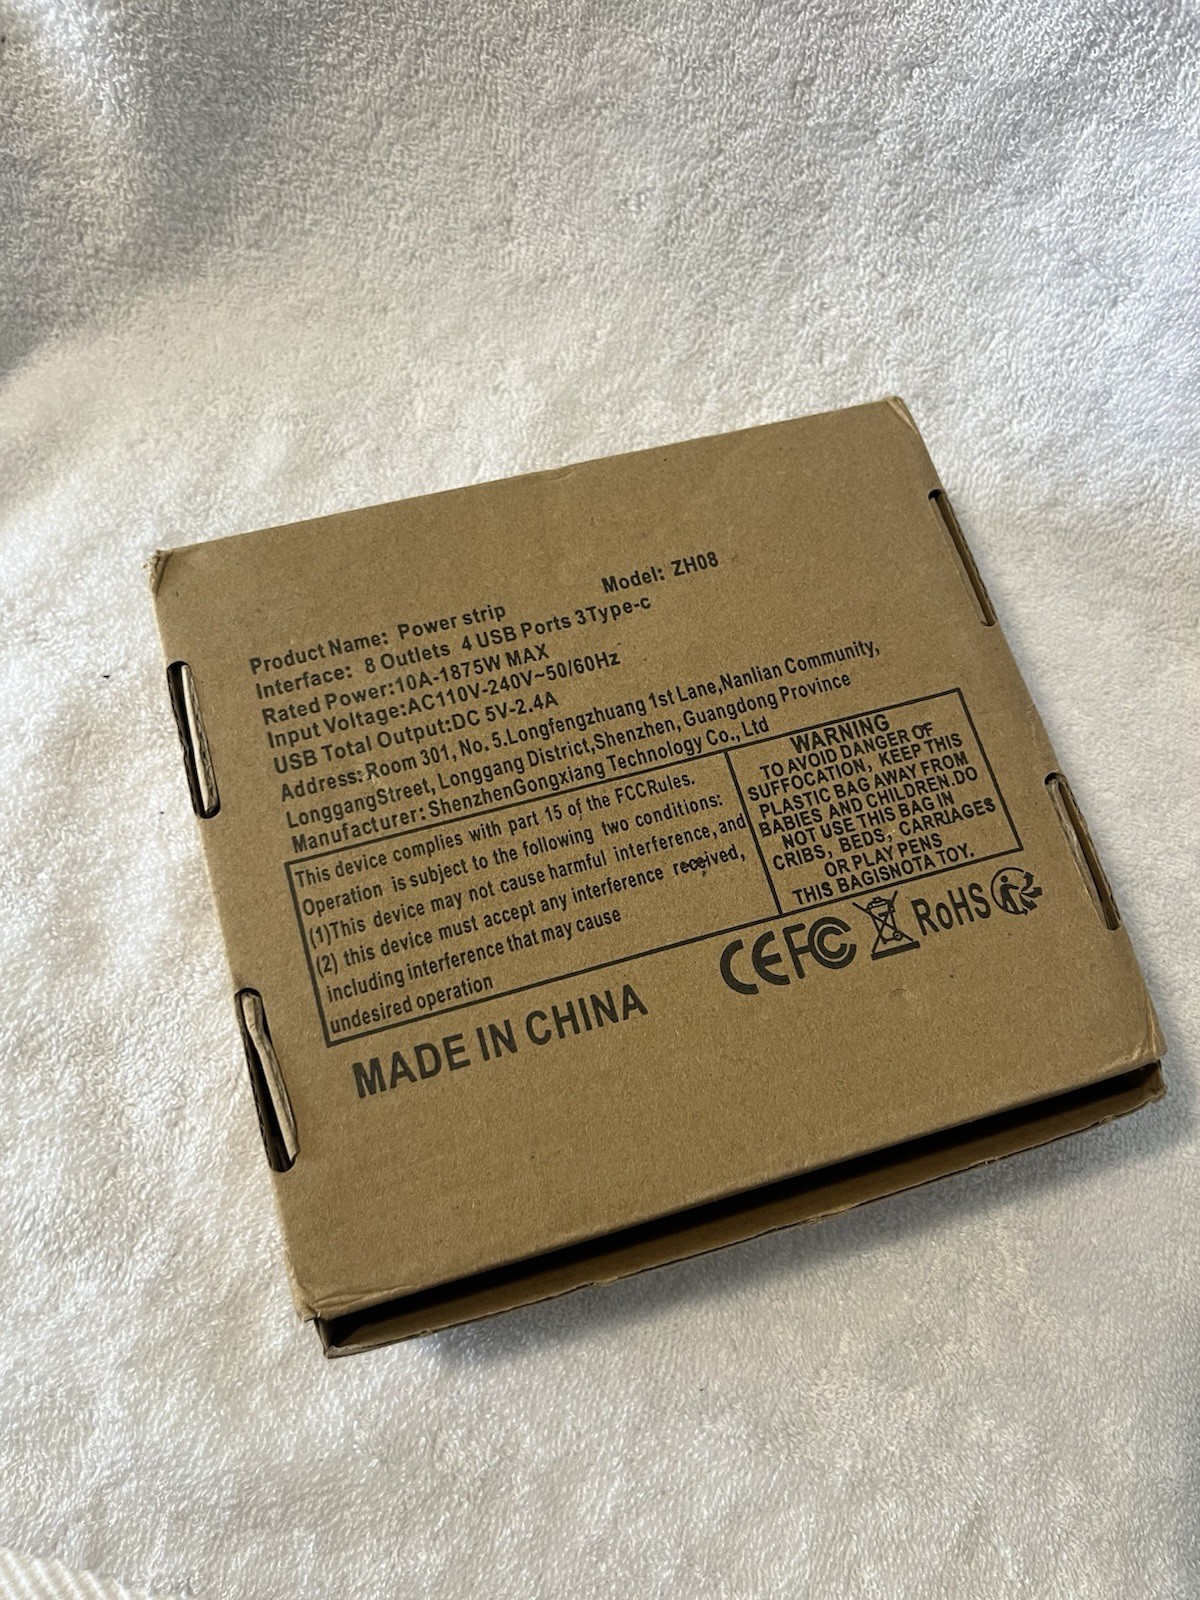 Product Name: Power strip Model: ZH08
Interface: 8 Outlets 4 USB Ports 3Type-c
Rated Power:10A-1875W MAX
Input Voltage:AC110V-240V~50/60Hz
USB Total Output:DC 5V-2.4A
Address:Room 301, No. 5.Longfengzhuang 1st Lane,Nanlian Community,
LonggangStreet, Longgang District,Shenzhen, Guangdong Province
Manufacturer: ShenzhenGongxiang Technology Co., Ltd
This device complies with part 15 of the FCCRules.
Operation is subject to the following two conditions:
(1)This device may not cause harmful interference,and
(2) this device must accept any interference received,
including interference that may cause
undesired operation
WARNING
TO AVOID DANGER OF
SUFFOCATION, KEEP THIS
PLASTIC BAG AWAY FROM
BABIES AND CHILDREN.DO
NOT USE THIS BAG IN
CRIBS, BEDS, CARRIAGES
OR PLAY PENS
THIS BAGISNOTA TOY.
MADE IN CHINA
CE FC RoHS